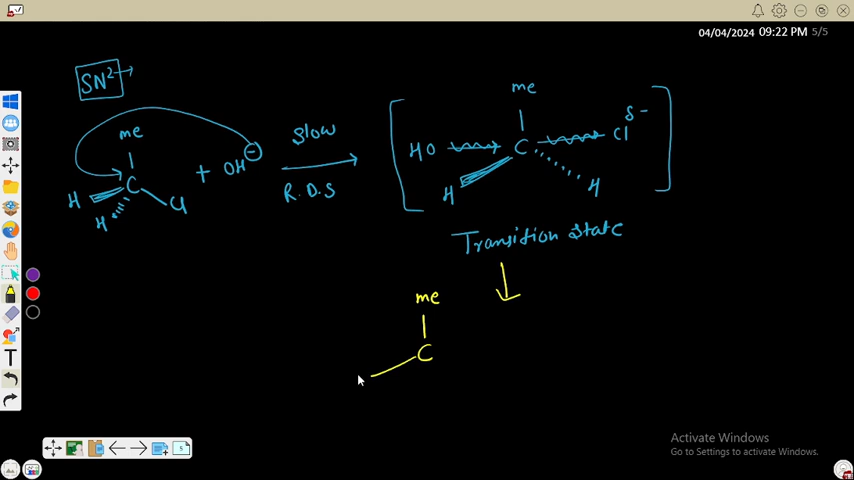 04/04/2024 09:22 PM 5/5
SN²→
me
H C Cl
H
+ OH⊖
Slow
R.D.S
me
HO C Cl δ−
H H
Transition state
me
C
T
5
Activate Windows
Go to Settings to activate Windows.